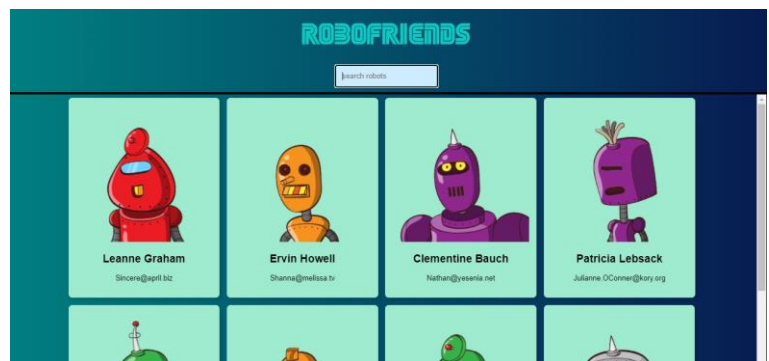 ROBOFRIENDS
search robots
Leanne Graham
Sincere@april.biz
Ervin Howell
Shanna@melissa.tv
Clementine Bauch
Nathan@yesenia.net
Patricia Lebsack
Julianne.OConner@kory.org